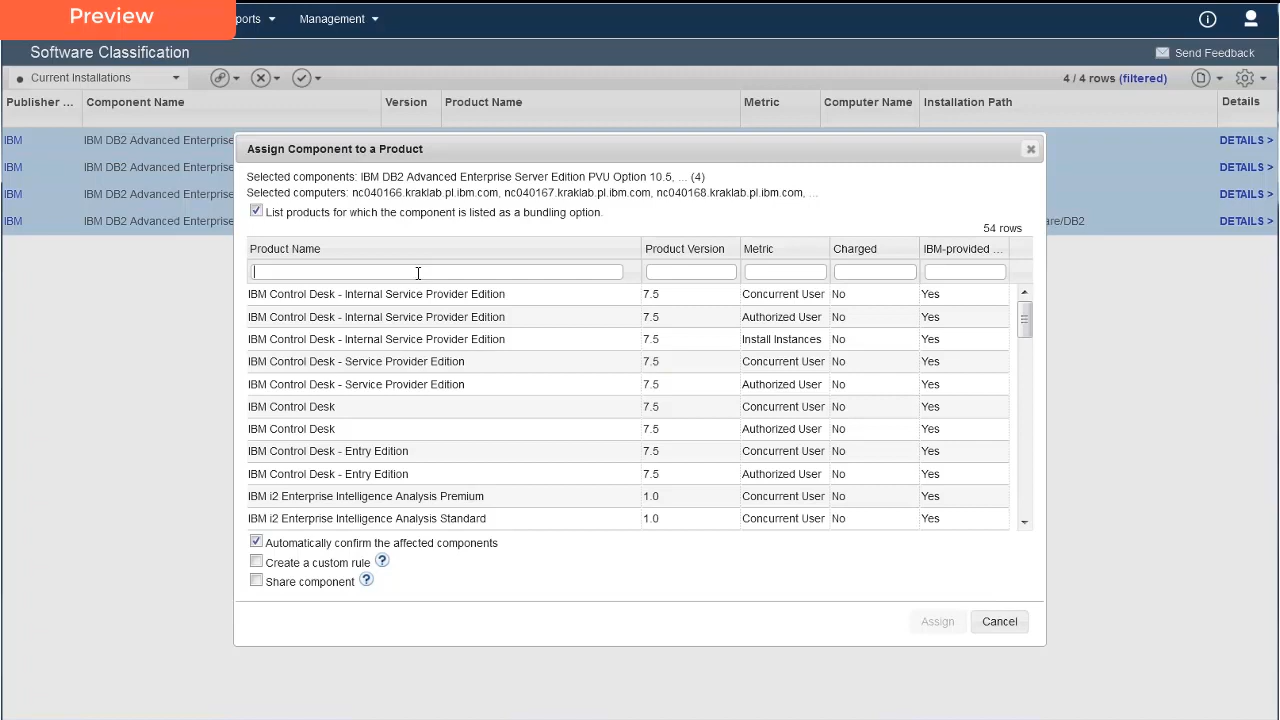 Preview
ports Management
Software Classification
Send Feedback
Current Installations
4 / 4 rows (filtered)
Publisher ... Component Name Version Product Name Metric Computer Name Installation Path Details
IBM IBM DB2 Advanced Enterprise DETAILS >
IBM IBM DB2 Advanced Enterprise DETAILS >
IBM IBM DB2 Advanced Enterprise DETAILS >
IBM IBM DB2 Advanced Enterprise are/DB2 DETAILS >
Assign Component to a Product
Selected components: IBM DB2 Advanced Enterprise Server Edition PVU Option 10.5, ... (4)
Selected computers: nc040166.kraklab.pl.ibm.com, nc040167.kraklab.pl.ibm.com, nc040168.kraklab.pl.ibm.com, ...
List products for which the component is listed as a bundling option.
54 rows
Product Name Product Version Metric Charged IBM-provided ...
IBM Control Desk - Internal Service Provider Edition 7.5 Concurrent User No Yes
IBM Control Desk - Internal Service Provider Edition 7.5 Authorized User No Yes
IBM Control Desk - Internal Service Provider Edition 7.5 Install Instances No Yes
IBM Control Desk - Service Provider Edition 7.5 Concurrent User No Yes
IBM Control Desk - Service Provider Edition 7.5 Authorized User No Yes
IBM Control Desk 7.5 Concurrent User No Yes
IBM Control Desk 7.5 Authorized User No Yes
IBM Control Desk - Entry Edition 7.5 Concurrent User No Yes
IBM Control Desk - Entry Edition 7.5 Authorized User No Yes
IBM i2 Enterprise Intelligence Analysis Premium 1.0 Concurrent User No Yes
IBM i2 Enterprise Intelligence Analysis Standard 1.0 Concurrent User No Yes
Automatically confirm the affected components
Create a custom rule ?
Share component ?
Assign Cancel